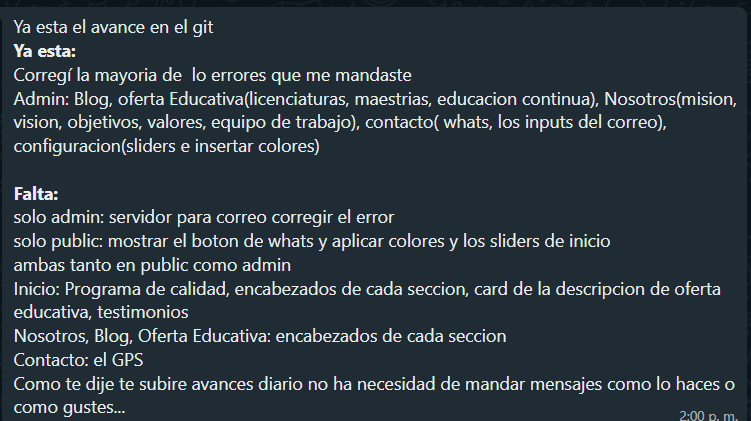 Ya esta el avance en el git
Ya esta:
Corregí la mayoria de  lo errores que me mandaste
Admin: Blog, oferta Educativa(licenciaturas, maestrias, educacion continua), Nosotros(mision,
vision, objetivos, valores, equipo de trabajo), contacto( whats, los inputs del correo),
configuracion(sliders e insertar colores)
Falta:
solo admin: servidor para correo corregir el error
solo public: mostrar el boton de whats y aplicar colores y los sliders de inicio
ambas tanto en public como admin
Inicio: Programa de calidad, encabezados de cada seccion, card de la descripcion de oferta
educativa, testimonios
Nosotros, Blog, Oferta Educativa: encabezados de cada seccion
Contacto: el GPS
Como te dije te subire avances diario no ha necesidad de mandar mensajes como lo haces o
como gustes...
2:00 p. m.